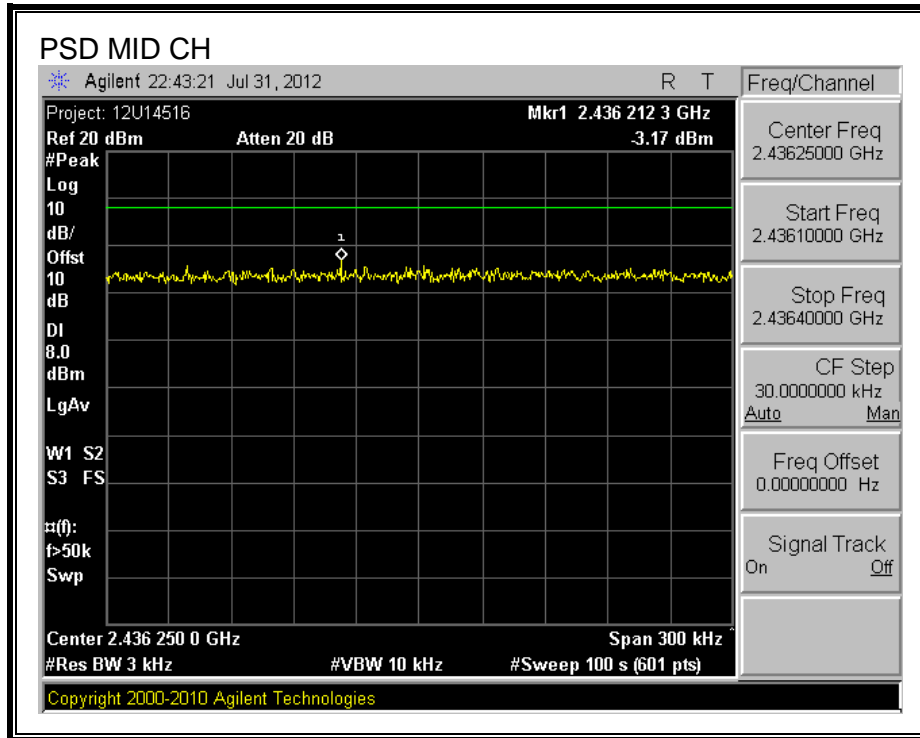 PSD MID CH
Agilent 22:43:21 Jul 31, 2012 R T
Project: 12U14516 Mkr1 2.436 212 3 GHz
Ref 20 dBm Atten 20 dB -3.17 dBm
#Peak
Log
10
dB/
Offst
10
dB
DI
8.0
dBm
LgAv
W1 S2
S3 FS
¤(f):
f>50k
Swp
1
Center 2.436 250 0 GHz Span 300 kHz
#Res BW 3 kHz #VBW 10 kHz #Sweep 100 s (601 pts)
Copyright 2000-2010 Agilent Technologies
Freq/Channel
Center Freq
2.43625000 GHz
Start Freq
2.43610000 GHz
Stop Freq
2.43640000 GHz
CF Step
30.0000000 kHz
Auto Man
Freq Offset
0.00000000 Hz
Signal Track
On Off